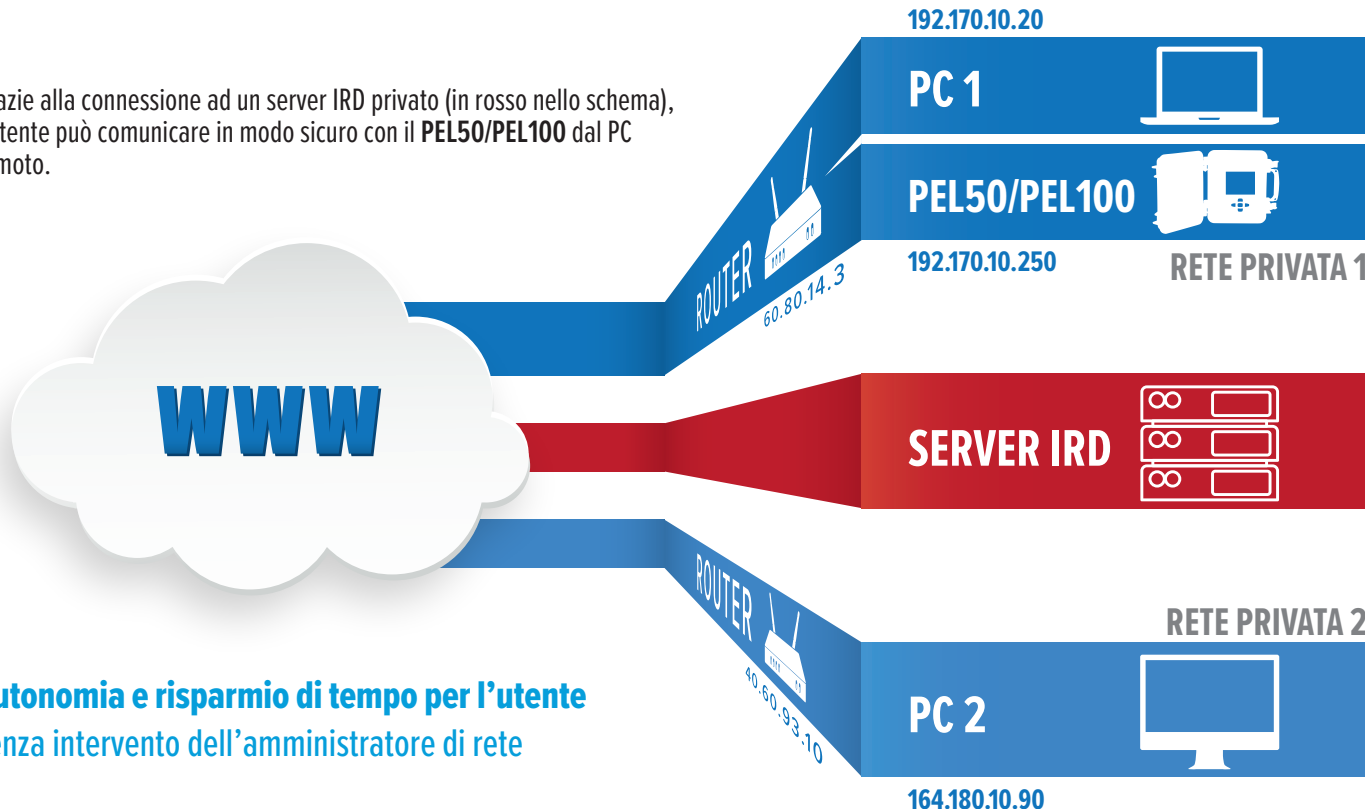 192.170.10.20
PC 1
azie alla connessione ad un server IRD privato (in rosso nello schema),
tente può comunicare in modo sicuro con il PEL50/PEL100 dal PC
moto.
PEL50/PEL100
192.170.10.250
RETE PRIVATA 1
ROUTER
60.80.14.3
WWW
SERVER IRD
ROUTER
40.60.93.10
RETE PRIVATA 2
utonomia e risparmio di tempo per l’utente
enza intervento dell’amministratore di rete
PC 2
164.180.10.90